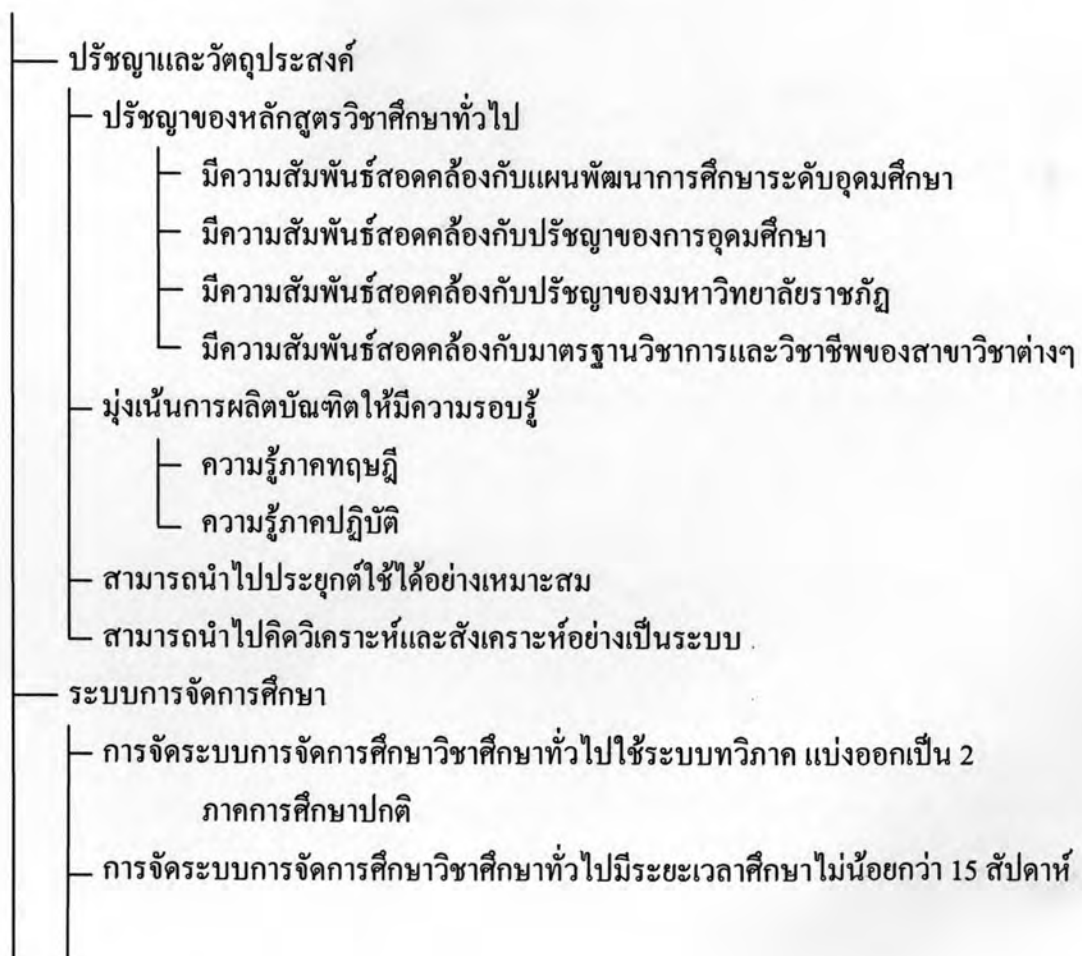 ปรัชญาและวัตถุประสงค์
ปรัชญาของหลักสูตรวิชาศึกษาทั่วไป
มีความสัมพันธ์สอดคล้องกับแผนพัฒนาการศึกษาระดับอุดมศึกษา
มีความสัมพันธ์สอดคล้องกับปรัชญาของการอุดมศึกษา
มีความสัมพันธ์สอดคล้องกับปรัชญาของมหาวิทยาลัยราชภัฏ
มีความสัมพันธ์สอดคล้องกับมาตรฐานวิชาการและวิชาชีพของสาขาวิชาต่างๆ
มุ่งเน้นการผลิตบัณฑิตให้มีความรอบรู้
ความรู้ภาคทฤษฎี
ความรู้ภาคปฏิบัติ
สามารถนำไปประยุกต์ใช้ได้อย่างเหมาะสม
สามารถนำไปคิดวิเคราะห์และสังเคราะห์อย่างเป็นระบบ
ระบบการจัดการศึกษา
การจัดระบบการจัดการศึกษาวิชาศึกษาทั่วไปใช้ระบบทวิภาค แบ่งออกเป็น 2
ภาคการศึกษาปกติ
การจัดระบบการจัดการศึกษาวิชาศึกษาทั่วไปมีระยะเวลาศึกษาไม่น้อยกว่า 15 สัปดาห์